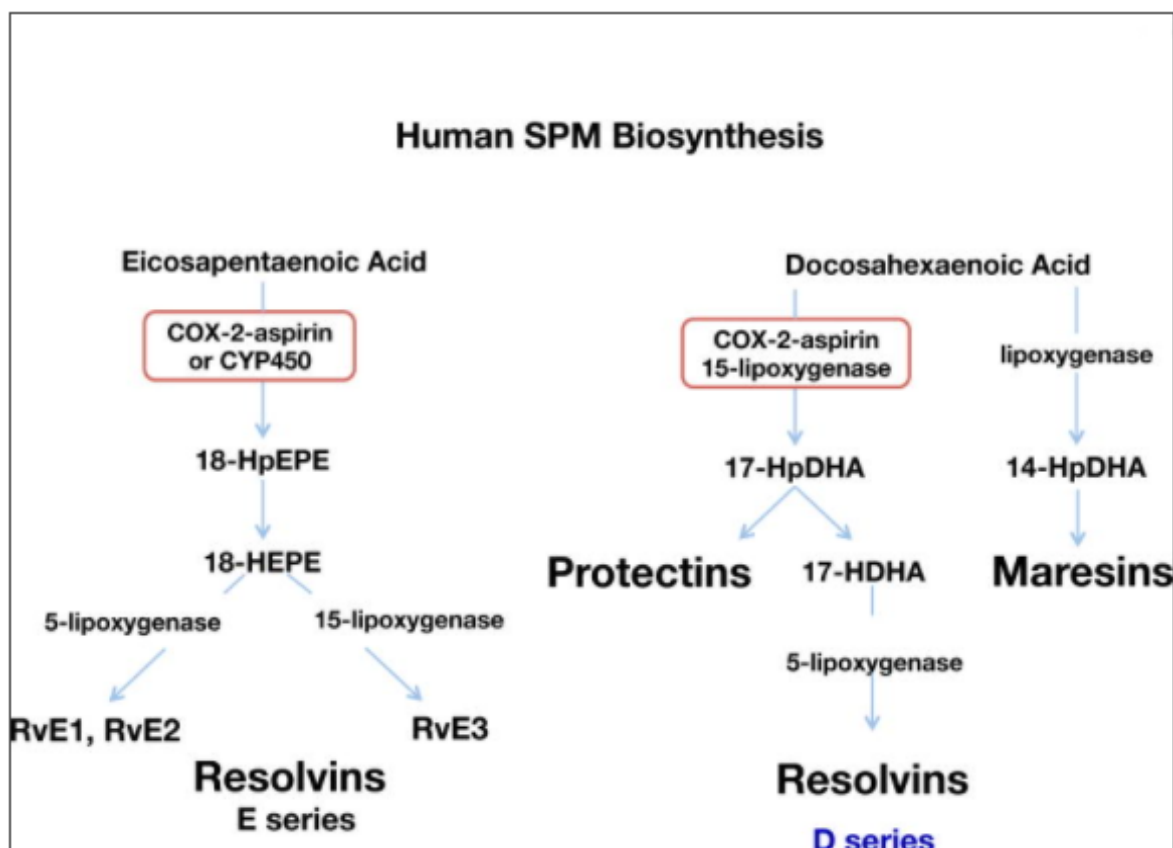 Human SPM Biosynthesis
Eicosapentaenoic Acid
COX-2-aspirin
or CYP450
18-HpEPE
18-HEPE
5-lipoxygenase
15-lipoxygenase
RvE1, RvE2
RvE3
Resolvins
E series
Docosahexaenoic Acid
COX-2-aspirin
15-lipoxygenase
lipoxygenase
17-HpDHA
14-HpDHA
Protectins
17-HDHA
Maresins
5-lipoxygenase
Resolvins
D series